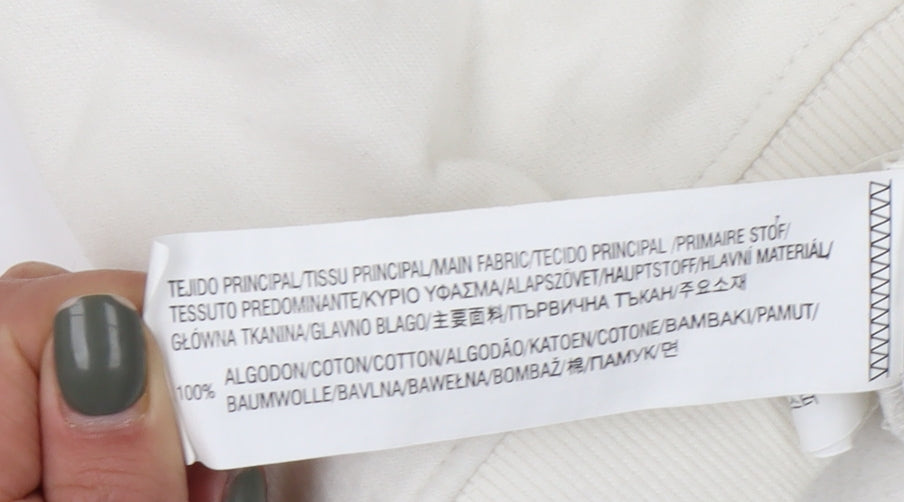 TEJIDO PRINCIPAL/TISSU PRINCIPAL/MAIN FABRIC/TECIDO PRINCIPAL /PRIMAIRE STOF/
TESSUTO PREDOMINANTE/ΚΥΡΙΟ ΥΦΑΣΜΑ/ALAPSZÖVET/HAUPTSTOFF/HLAVNÍ MATERIÁL/
GŁÓWNA TKANINA/GLAVNO BLAGO/主要面料/ПЪРВИЧНА ТЪКАН/주요소재
100% ALGODON/COTON/COTTON/ALGODÃO/KATOEN/COTONE/ΒΑΜΒΑΚΙ/PAMUT/
BAUMWOLLE/BAVLNA/BAWEŁNA/BOMBAŽ/棉/ПАМУК/면